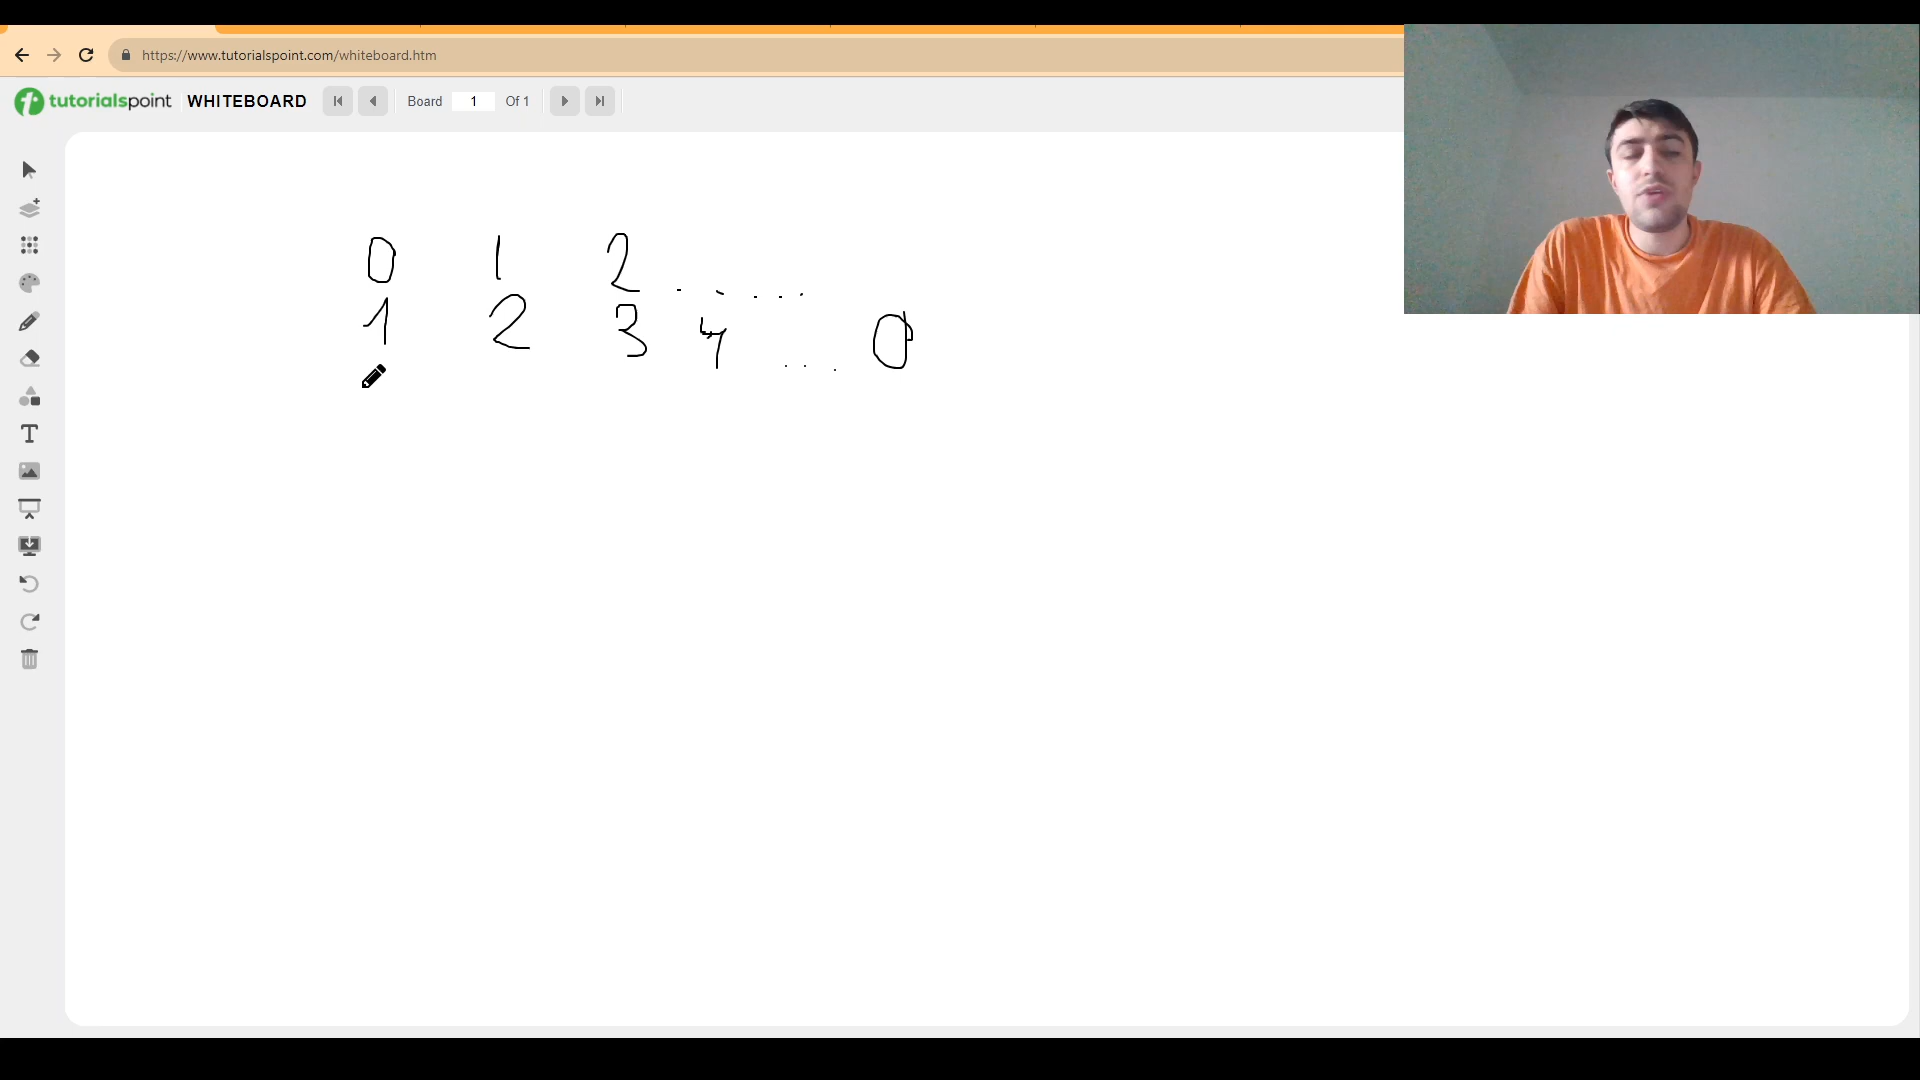 https://www.tutorialspoint.com/whiteboard.htm
tutorialspoint WHITEBOARD Board 1 Of 1
0 1 2 . . . . .
1 2 3 4 . . . 0
T